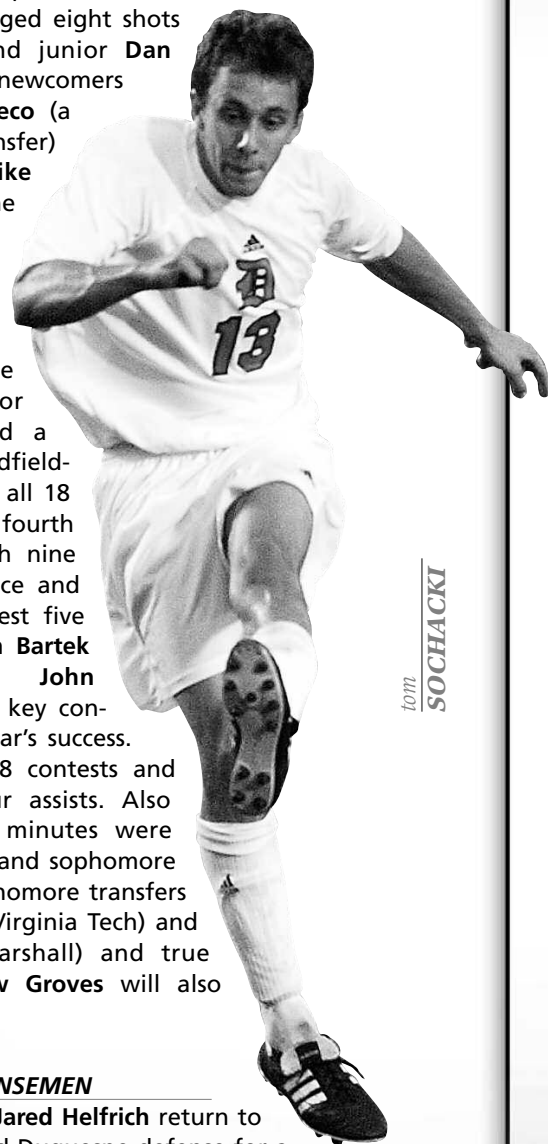 ged eight shots
nd junior Dan
newcomers
eco (a
nsfer)
ike
ne
D
13
e
or
d a
dfield-
all 18
fourth
h nine
ce and
est five
Bartek
John
key con-
ar's success.
8 contests and
ur assists. Also
minutes were
and sophomore
homore transfers
Virginia Tech) and
arshall) and true
w Groves will also
NSEMEN
Jared Helfrich return to
d Duquesne defense for a
tom
SOCHACKI